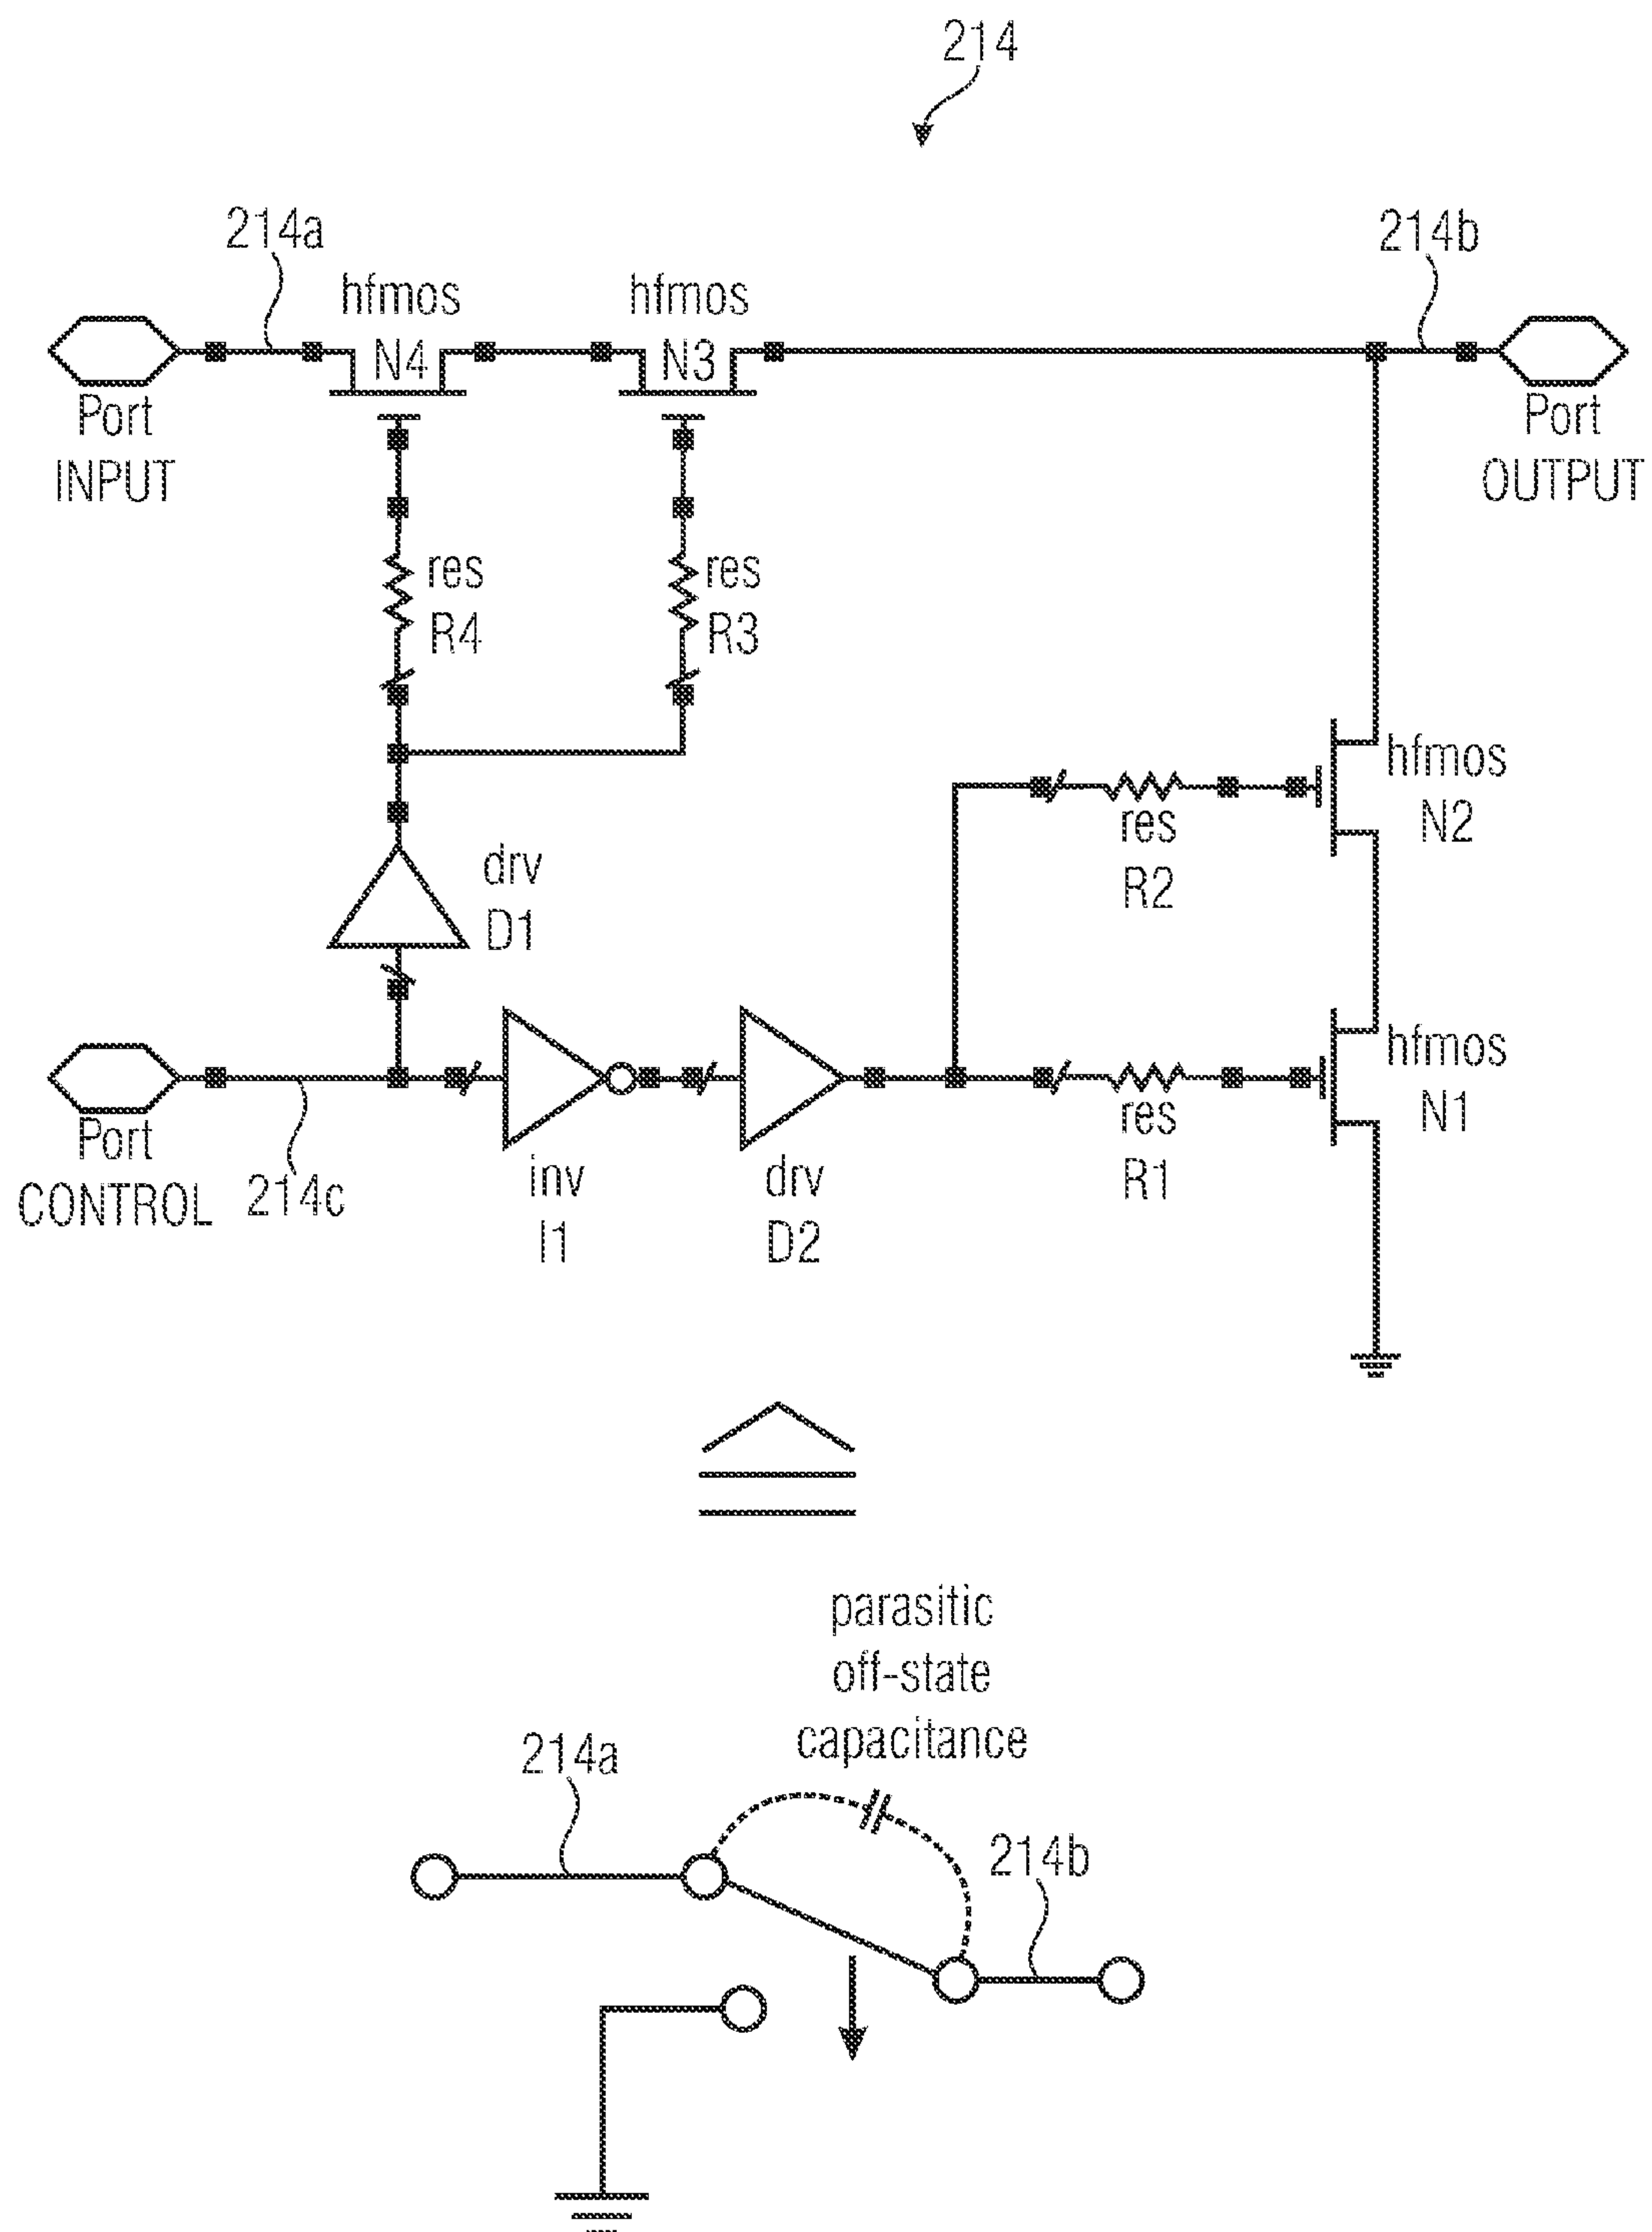 214
214a
214b
hfmos
N4
hfmos
N3
Port
INPUT
Port
OUTPUT
res
R4
res
R3
hfmos
N2
res
R2
drv
D1
hfmos
N1
res
R1
Port
CONTROL
214c
inv
I1
drv
D2
parasitic
off-state
capacitance
214a
214b